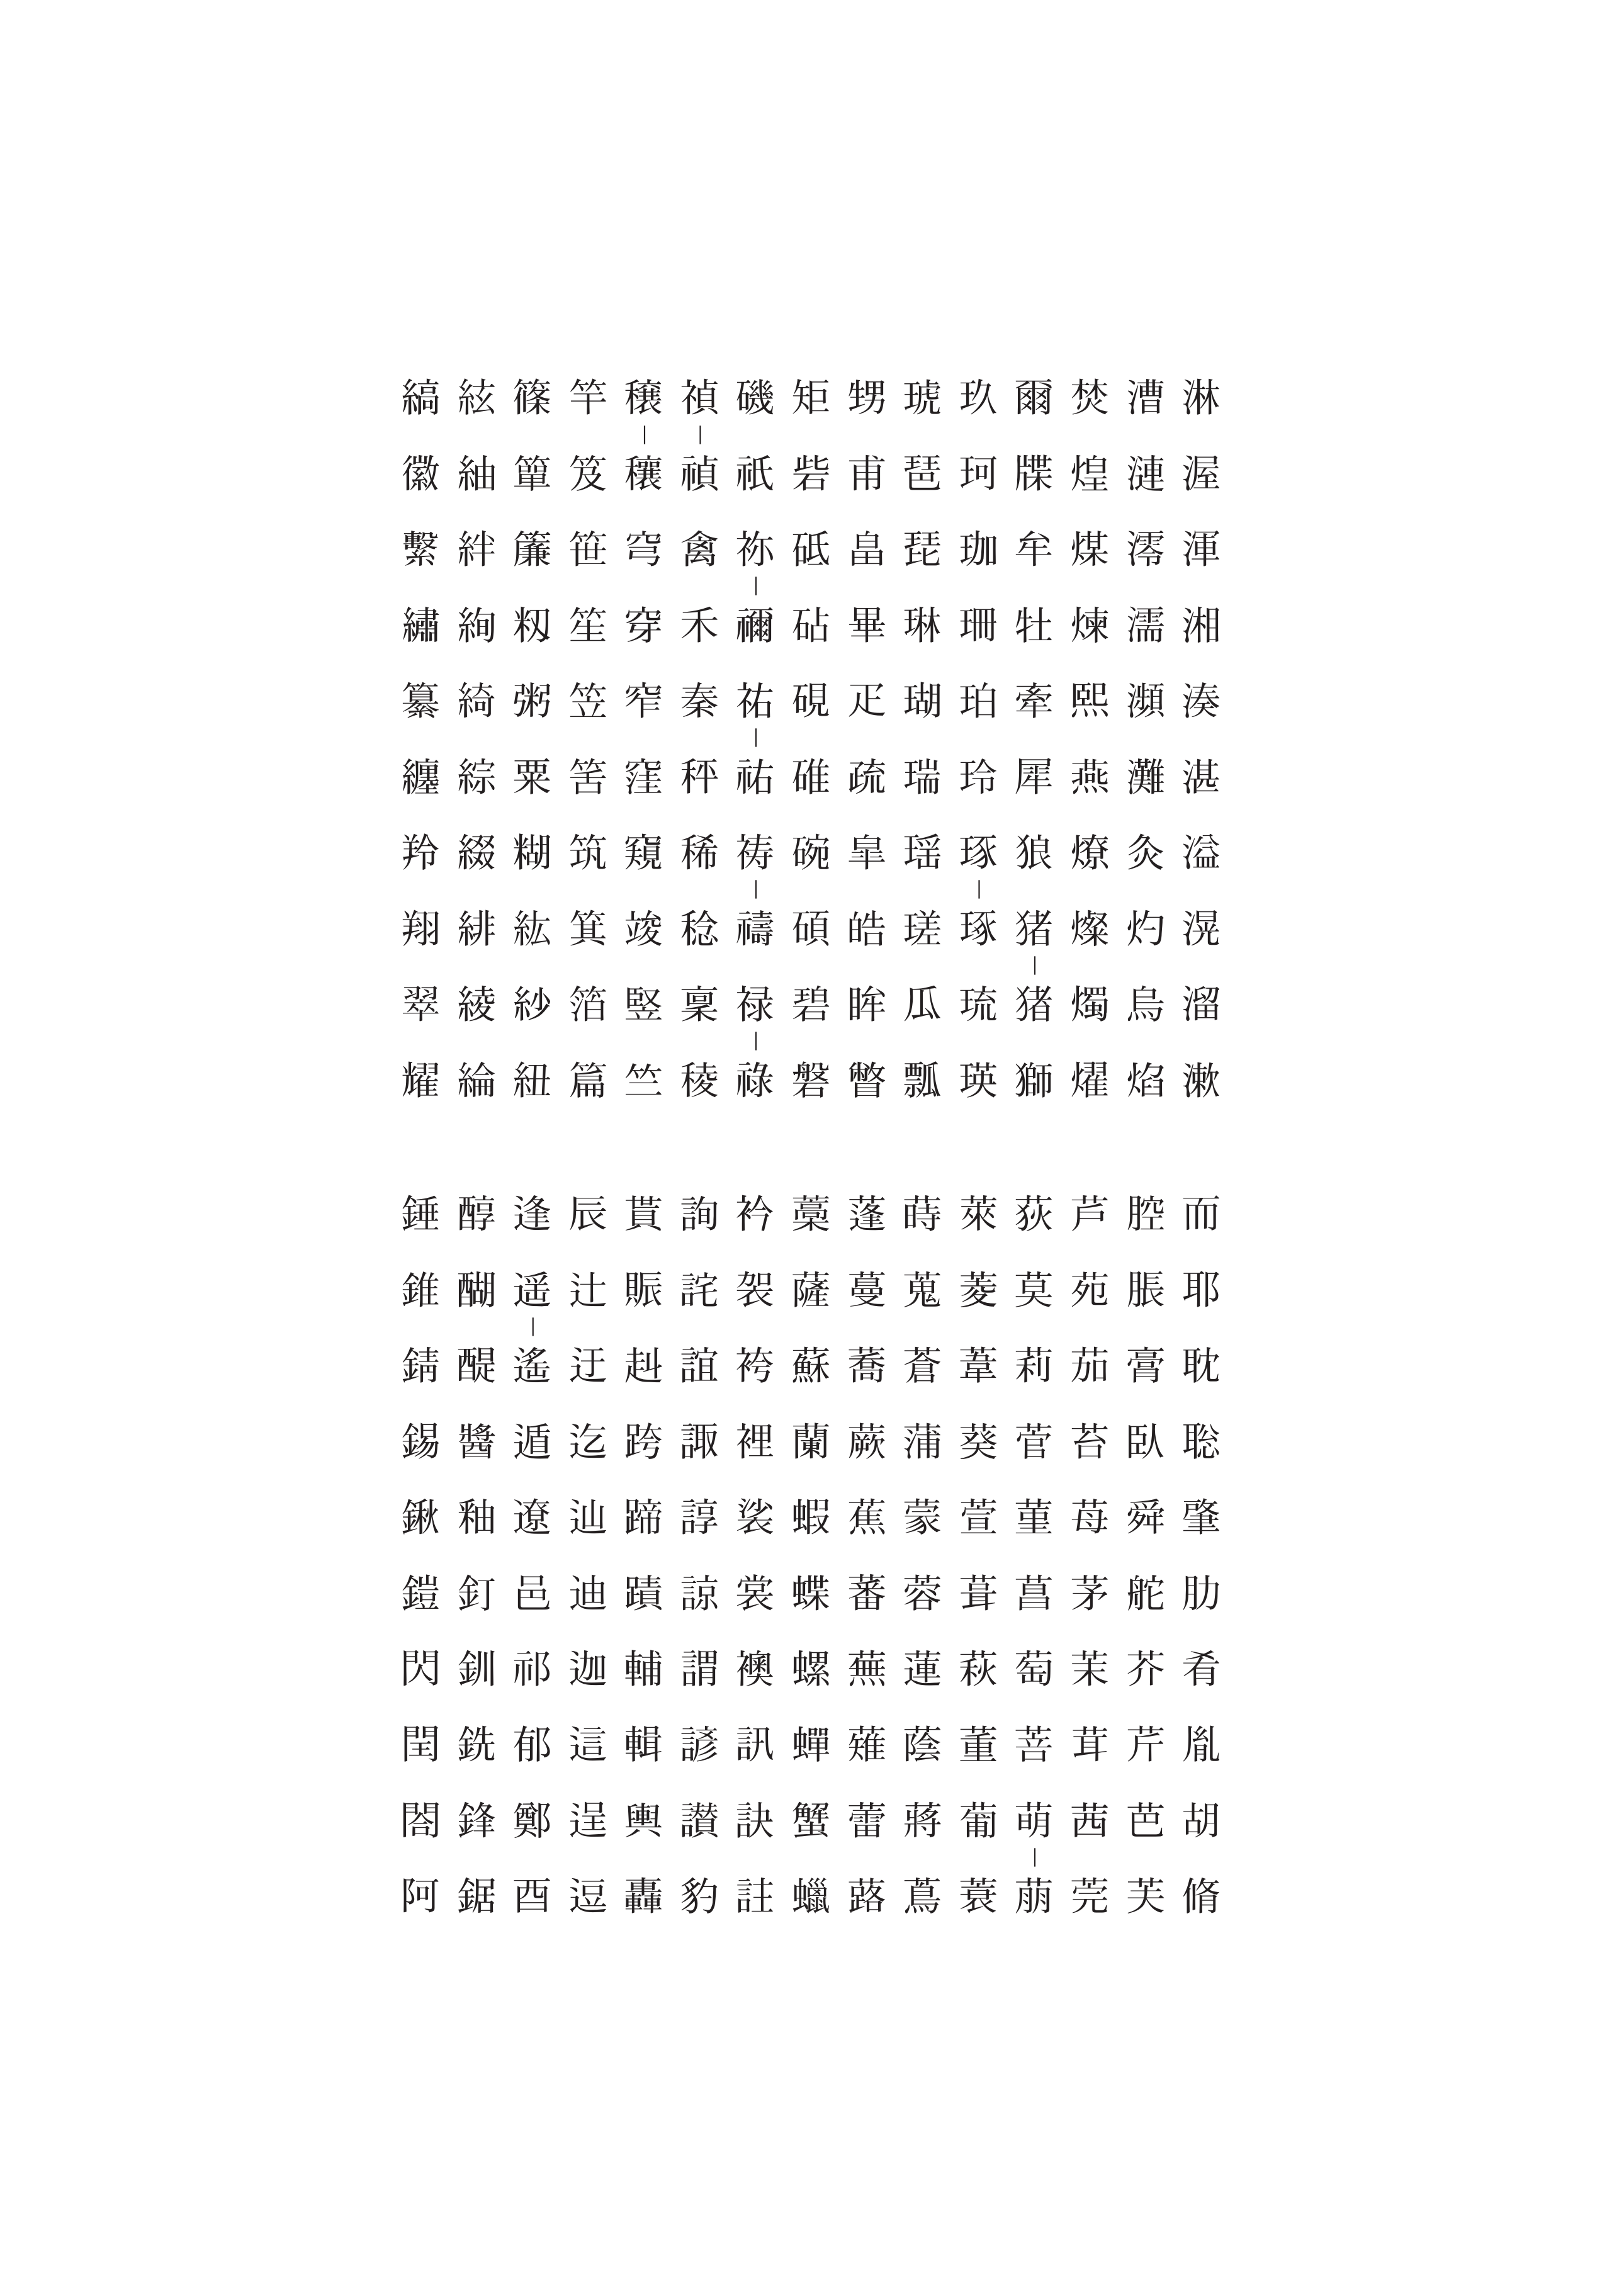 淋渥渾湘湊湛溢滉溜漱
漕漣澪濡瀕灘灸灼烏焰
焚煌煤煉熙燕燎燦燭燿
爾牒牟牡牽犀狼猪―猪獅
玖珂珈珊珀玲琢―琢琉瑛
琥琶琵琳瑚瑞瑶瑳瓜瓢
甥甫畠畢疋疏皐皓眸瞥
矩砦砥砧硯碓碗碩碧磐
磯祇祢―禰祐―祐祷―禱禄―祿
禎―禎禽禾秦秤稀稔稟稜
穣―穰穹穿窄窪窺竣竪竺
竿笈笹笙笠筈筑箕箔篇
篠簞簾籾粥粟糊紘紗紐
絃紬絆絢綺綜綴緋綾綸
縞徽繫繡纂纏羚翔翠耀
而耶耽聡肇肋肴胤胡脩
腔脹膏臥舜舵芥芹芭芙
芦苑茄苔苺茅茉茸茜莞
荻莫莉菅菫菖萄菩萌―萠
萊菱葦葵萱葺萩董葡蓑
蒔蒐蒼蒲蒙蓉蓮蔭蔣蔦
蓬蔓蕎蕨蕉蕃蕪薙蕾蕗
藁薩蘇蘭蝦蝶螺蟬蟹蠟
衿袈袴裡裟裳襖訊訣註
詢詫誼諏諄諒謂諺讃豹
貰賑赳跨蹄蹟輔輯輿轟
辰辻迂迄辿迪迦這逞逗
逢遥―遙遁遼邑祁郁鄭酉
醇醐醍醬釉釘釧銑鋒鋸
錘錐錆錫鍬鎧閃閏閤阿